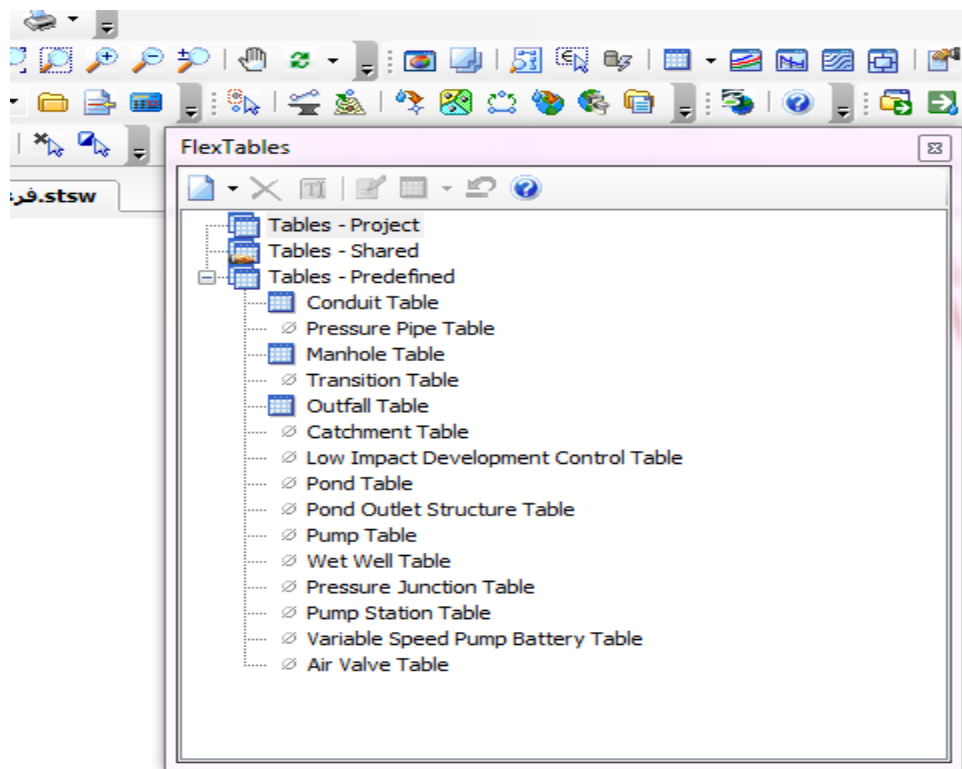 FlexTables
فرع.stsw
Tables - Project
Tables - Shared
Tables - Predefined
Conduit Table
Pressure Pipe Table
Manhole Table
Transition Table
Outfall Table
Catchment Table
Low Impact Development Control Table
Pond Table
Pond Outlet Structure Table
Pump Table
Wet Well Table
Pressure Junction Table
Pump Station Table
Variable Speed Pump Battery Table
Air Valve Table